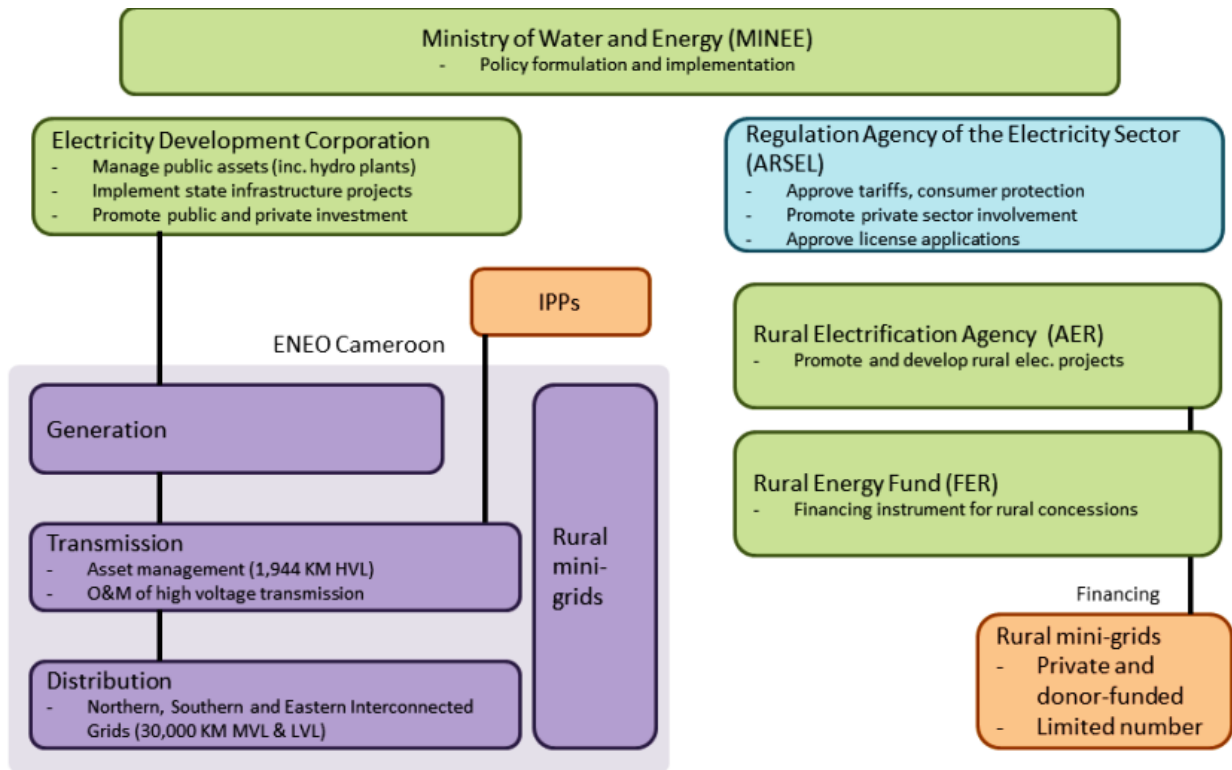 Ministry of Water and Energy (MINEE)
- Policy formulation and implementation
Electricity Development Corporation
- Manage public assets (inc. hydro plants)
- Implement state infrastructure projects
- Promote public and private investment
Regulation Agency of the Electricity Sector
(ARSEL)
- Approve tariffs, consumer protection
- Promote private sector involvement
- Approve license applications
IPPs
ENEO Cameroon
Generation
Transmission
- Asset management (1,944 KM HVL)
- O&M of high voltage transmission
Distribution
- Northern, Southern and Eastern Interconnected
Grids (30,000 KM MVL & LVL)
Rural
mini-
grids
Rural Electrification Agency (AER)
- Promote and develop rural elec. projects
Rural Energy Fund (FER)
- Financing instrument for rural concessions
Financing
Rural mini-grids
- Private and
donor-funded
- Limited number